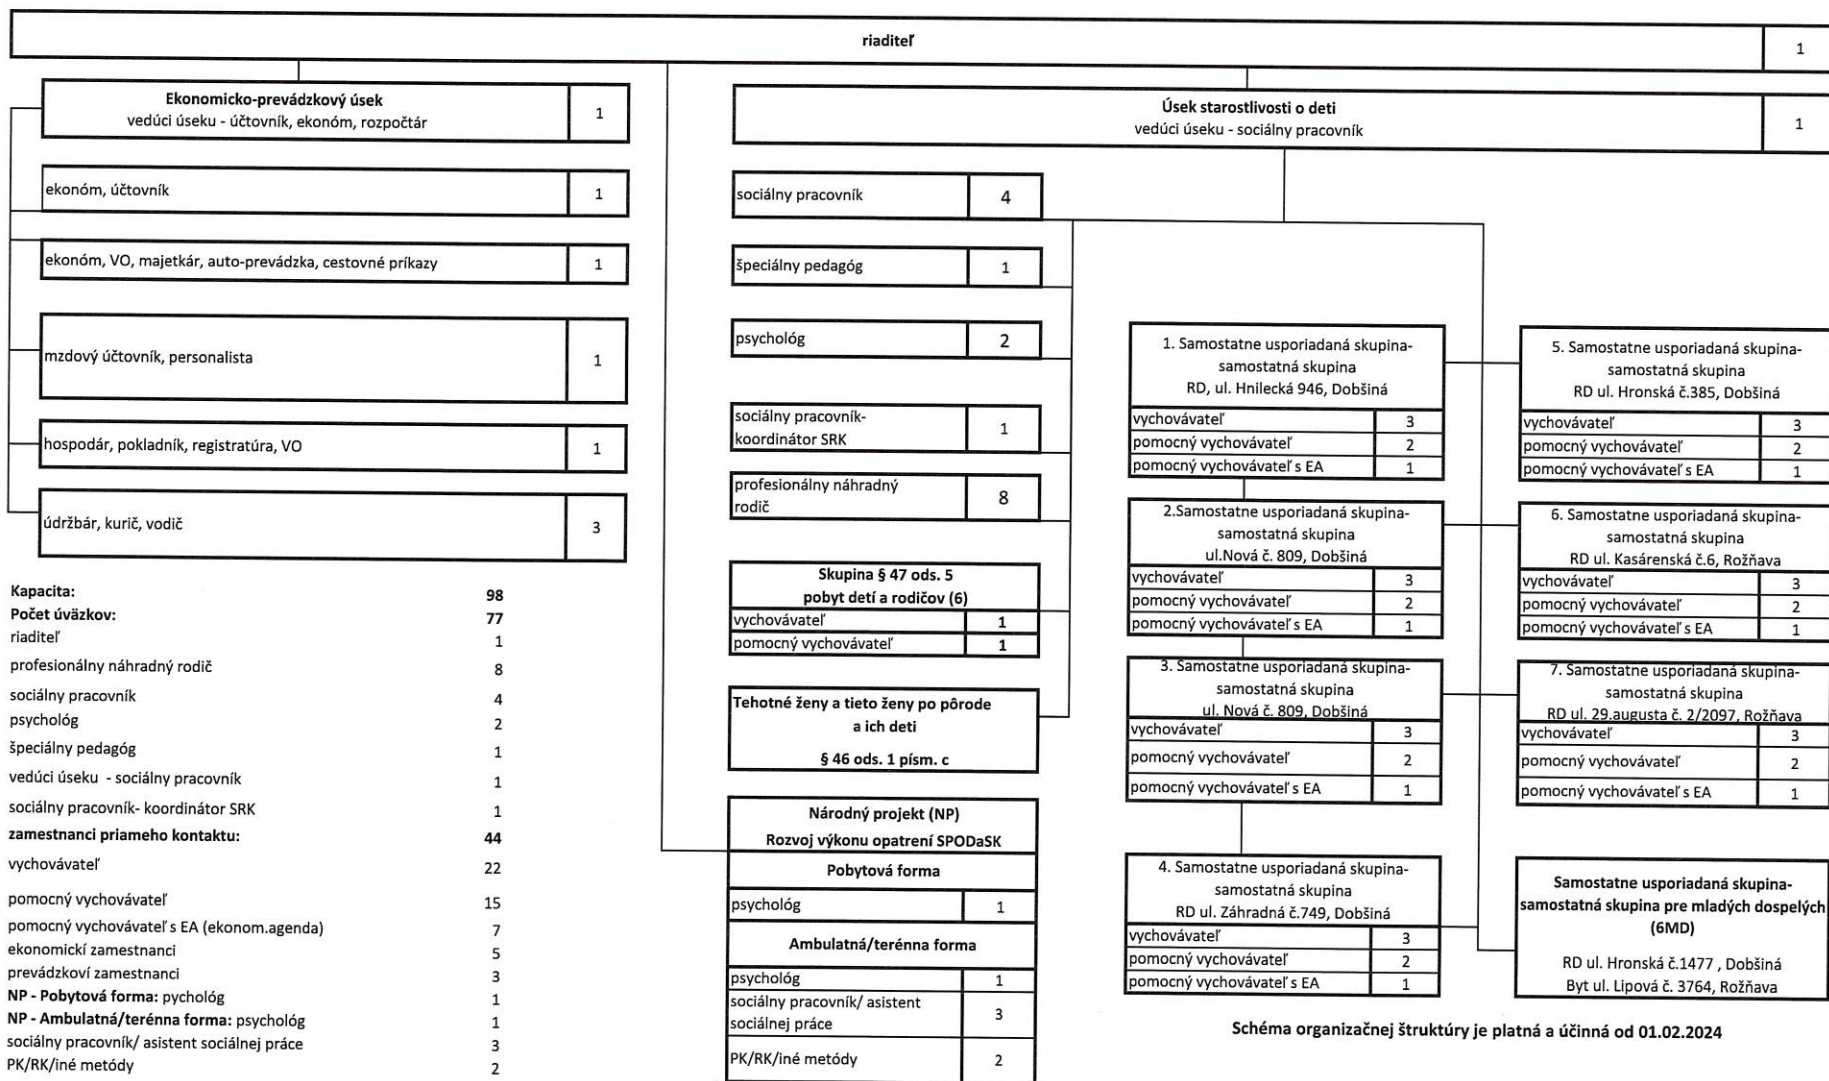 riaditeľ 1
Ekonomicko-prevádzkový úsek
vedúci úseku - účtovník, ekonóm, rozpočtár 1
ekonóm, účtovník 1
ekonóm, VO, majetkár, auto-prevádzka, cestovné príkazy 1
mzdový účtovník, personalista 1
hospodár, pokladník, registratúra, VO 1
údržbár, kurič, vodič 3
Kapacita: 98
Počet úväzkov: 77
riaditeľ 1
profesionálny náhradný rodič 8
sociálny pracovník 4
psychológ 2
špeciálny pedagóg 1
vedúci úseku - sociálny pracovník 1
sociálny pracovník- koordinátor SRK 1
zamestnanci priameho kontaktu: 44
vychovávateľ 22
pomocný vychovávateľ 15
pomocný vychovávateľ s EA (ekonom.agenda) 7
ekonomickí zamestnanci 5
prevádzkoví zamestnanci 3
NP - Pobytová forma: pychológ 1
NP - Ambulatná/terénna forma: psychológ 1
sociálny pracovník/ asistent sociálnej práce 3
PK/RK/iné metódy 2
Úsek starostlivosti o deti
vedúci úseku - sociálny pracovník 1
sociálny pracovník 4
špeciálny pedagóg 1
psychológ 2
sociálny pracovník-
koordinátor SRK 1
profesionálny náhradný
rodič 8
Skupina § 47 ods. 5
pobyt detí a rodičov (6)
vychovávateľ 1
pomocný vychovávateľ 1
Tehotné ženy a tieto ženy po pôrode
a ich deti
§ 46 ods. 1 písm. c
Národný projekt (NP)
Rozvoj výkonu opatrení SPODaSK
Pobytová forma
psychológ 1
Ambulatná/terénna forma
psychológ 1
sociálny pracovník/ asistent
sociálnej práce 3
PK/RK/iné metódy 2
1. Samostatne usporiadaná skupina-
samostatná skupina
RD, ul. Hnilecká 946, Dobšiná
vychovávateľ 3
pomocný vychovávateľ 2
pomocný vychovávateľ s EA 1
2.Samostatne usporiadaná skupina-
samostatná skupina
ul.Nová č. 809, Dobšiná
vychovávateľ 3
pomocný vychovávateľ 2
pomocný vychovávateľ s EA 1
3. Samostatne usporiadaná skupina-
samostatná skupina
ul. Nová č. 809, Dobšiná
vychovávateľ 3
pomocný vychovávateľ 2
pomocný vychovávateľ s EA 1
4. Samostatne usporiadaná skupina-
samostatná skupina
RD ul. Záhradná č.749, Dobšiná
vychovávateľ 3
pomocný vychovávateľ 2
pomocný vychovávateľ s EA 1
5. Samostatne usporiadaná skupina-
samostatná skupina
RD ul. Hronská č.385, Dobšiná
vychovávateľ 3
pomocný vychovávateľ 2
pomocný vychovávateľ s EA 1
6. Samostatne usporiadaná skupina-
samostatná skupina
RD ul. Kasárenská č.6, Rožňava
vychovávateľ 3
pomocný vychovávateľ 2
pomocný vychovávateľ s EA 1
7. Samostatne usporiadaná skupina-
samostatná skupina
RD ul. 29.augusta č. 2/2097, Rožňava
vychovávateľ 3
pomocný vychovávateľ 2
pomocný vychovávateľ s EA 1
Samostatne usporiadaná skupina-
samostatná skupina pre mladých dospelých
(6MD)
RD ul. Hronská č.1477 , Dobšiná
Byt ul. Lipová č. 3764, Rožňava
Schéma organizačnej štruktúry je platná a účinná od 01.02.2024